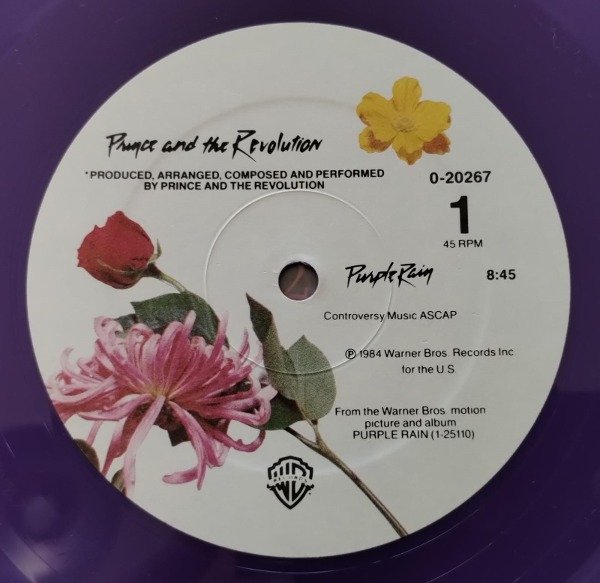 Prince and the Revolution
*PRODUCED, ARRANGED, COMPOSED AND PERFORMED
BY PRINCE AND THE REVOLUTION
0-20267
1
45 RPM
Purple Rain 8:45
Controversy Music ASCAP
Ⓟ 1984 Warner Bros. Records Inc.
for the U.S.
From the Warner Bros. motion
picture and album
PURPLE RAIN (1-25110)
WB
RECORDS